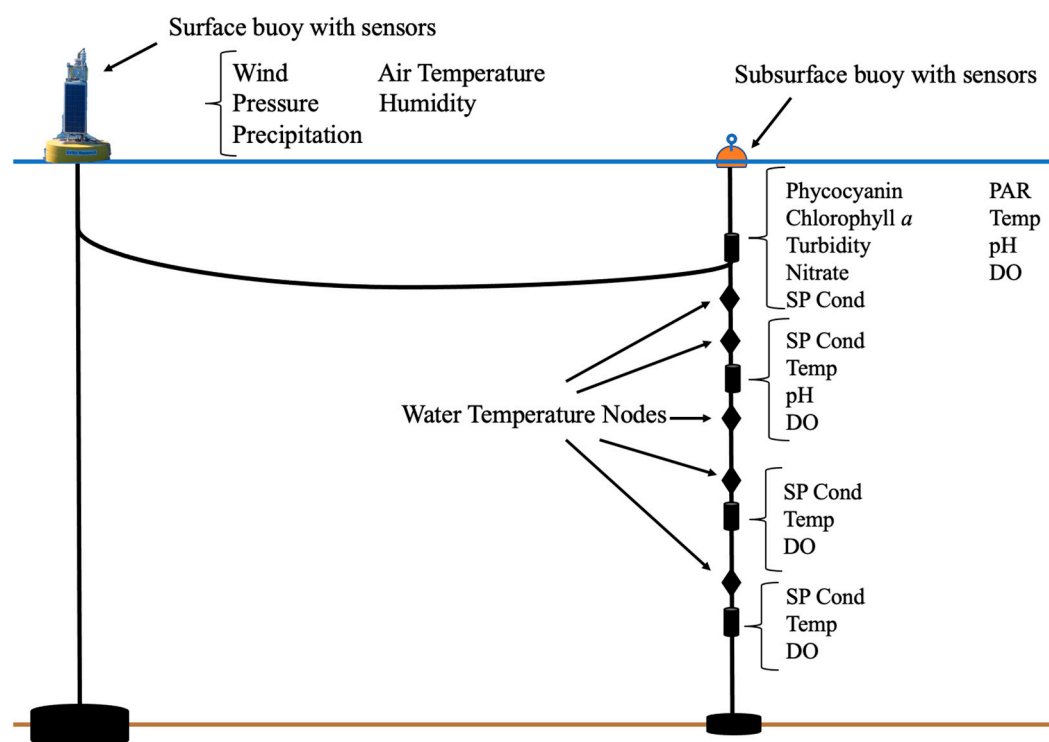 Surface buoy with sensors
Wind Air Temperature
Pressure Humidity
Precipitation
Subsurface buoy with sensors
Phycocyanin PAR
Chlorophyll a Temp
Turbidity pH
Nitrate DO
SP Cond
SP Cond
Temp
pH
DO
Water Temperature Nodes
SP Cond
Temp
DO
SP Cond
Temp
DO